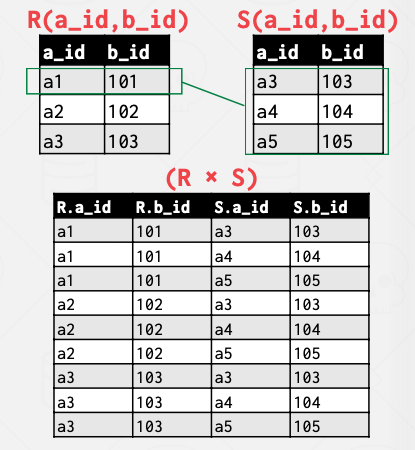 R(a_id,b_id) S(a_id,b_id)
a_id b_id a_id b_id
a1 101 a3 103
a2 102 a4 104
a3 103 a5 105
(R × S)
R.a_id R.b_id S.a_id S.b_id
a1 101 a3 103
a1 101 a4 104
a1 101 a5 105
a2 102 a3 103
a2 102 a4 104
a2 102 a5 105
a3 103 a3 103
a3 103 a4 104
a3 103 a5 105